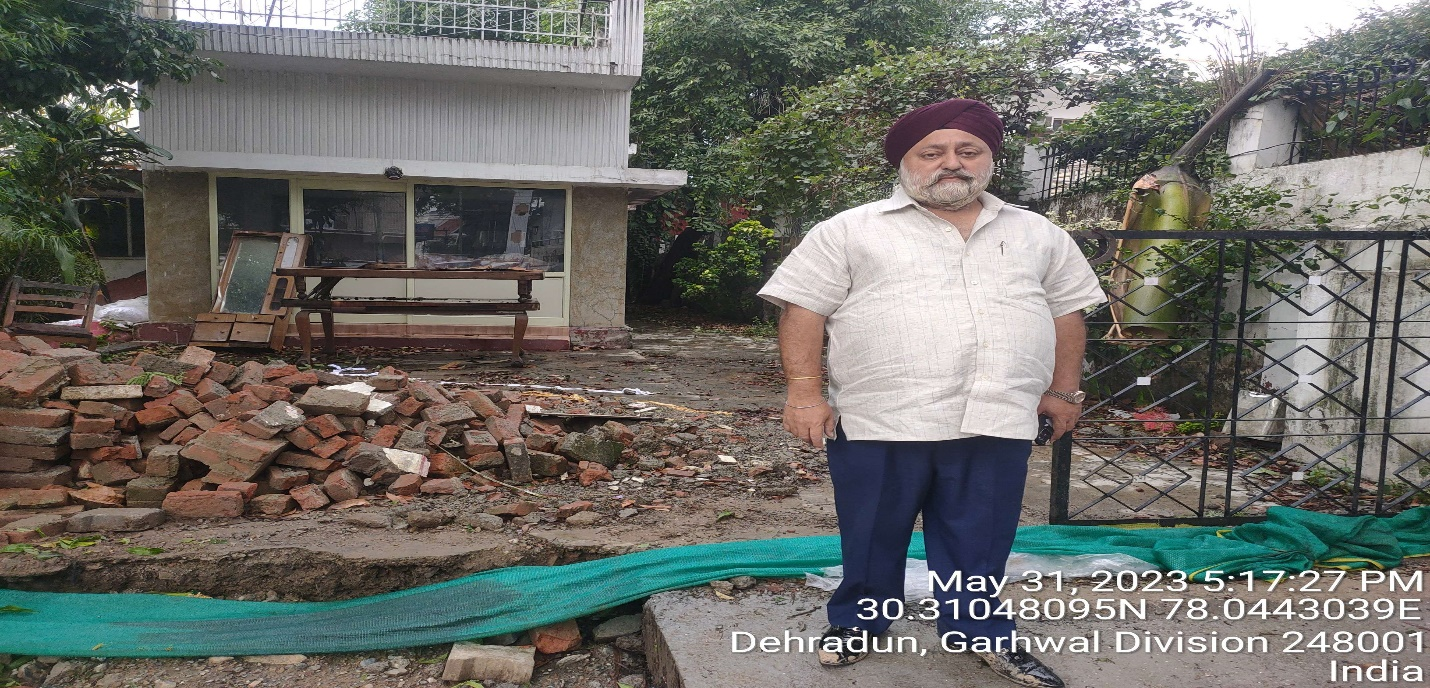 May 31, 2023 5:17:27 PM
30.31048095N 78.0443039E
Dehradun, Garhwal Division 248001
India